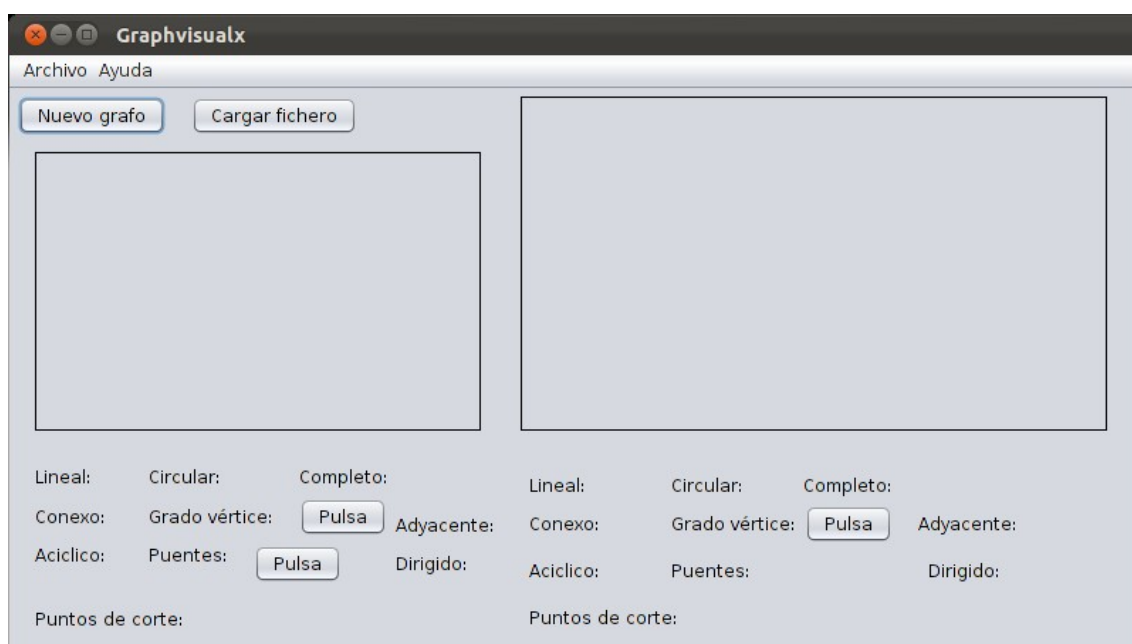 Graphvisualx
Archivo Ayuda
Nuevo grafo Cargar fichero
Lineal: Circular: Completo:
Conexo: Grado vértice: Pulsa Adyacente:
Aciclico: Puentes: Pulsa Dirigido:
Puntos de corte:
Lineal: Circular: Completo:
Conexo: Grado vértice: Pulsa Adyacente:
Aciclico: Puentes: Dirigido:
Puntos de corte: